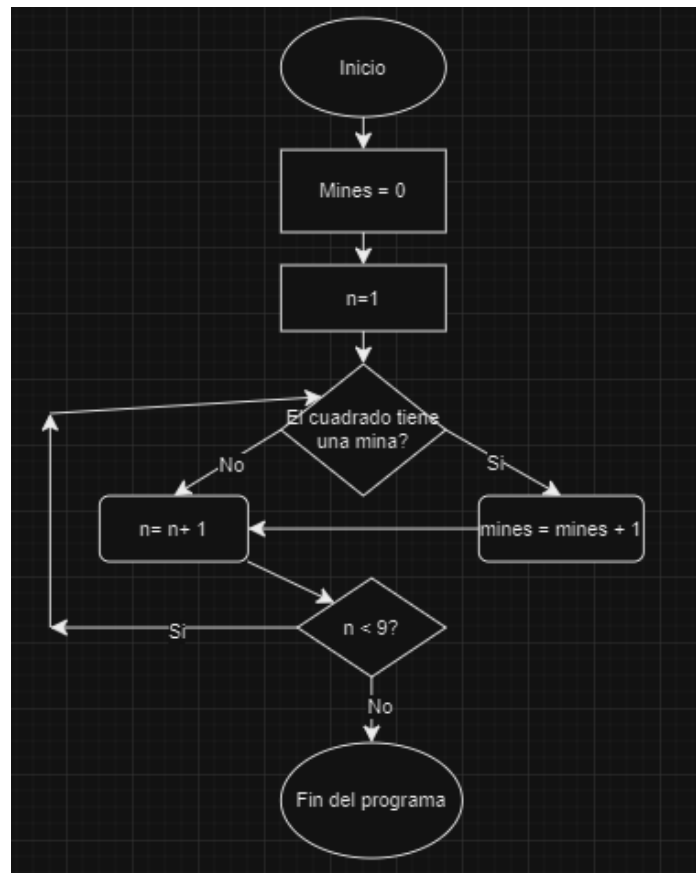 Inicio
Mines = 0
n=1
El cuadrado tiene
una mina?
No
Si
n= n+ 1
mines = mines + 1
n < 9?
Si
No
Fin del programa